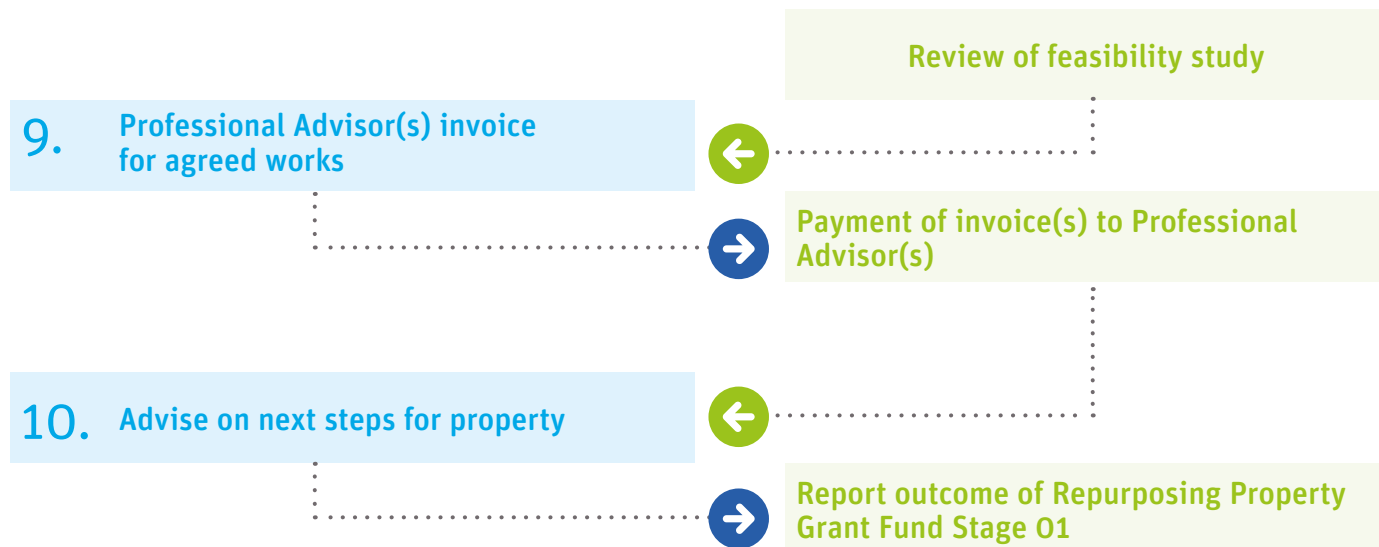 Review of feasibility study
9. Professional Advisor(s) invoice
for agreed works
Payment of invoice(s) to Professional
Advisor(s)
10. Advise on next steps for property
Report outcome of Repurposing Property
Grant Fund Stage 01